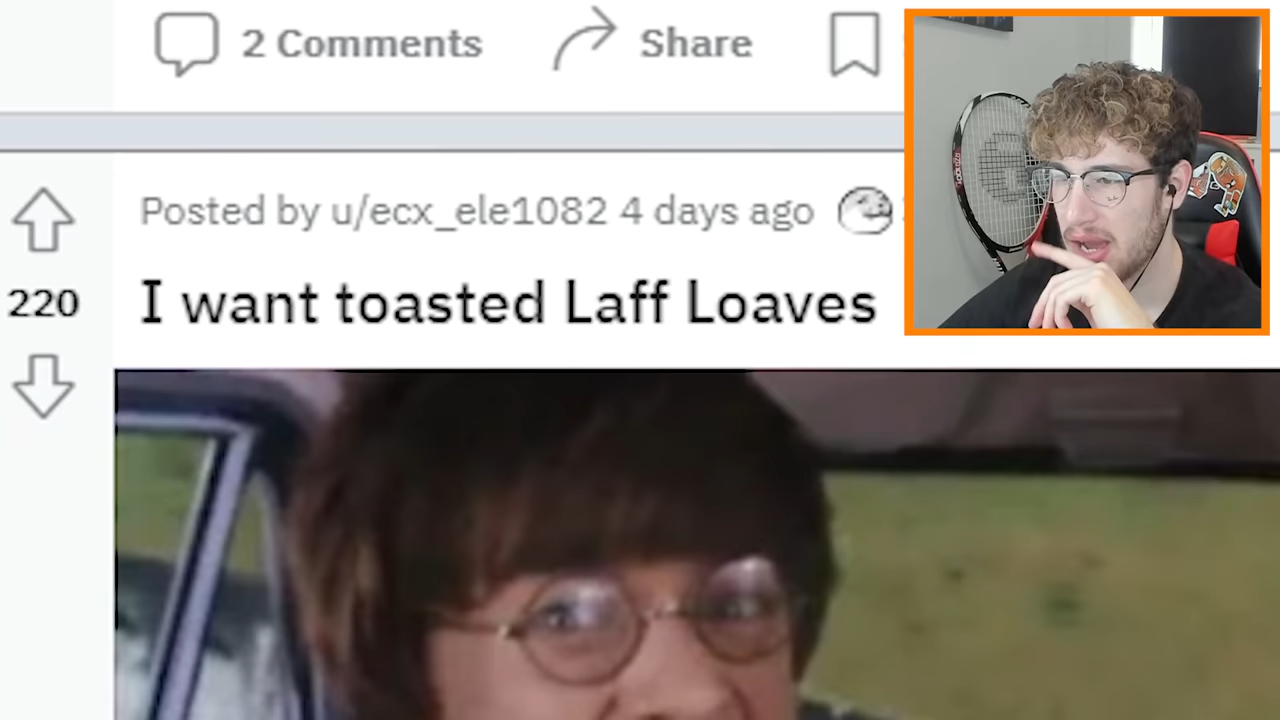 2 Comments Share
Posted by u/ecx_ele1082 4 days ago
220
I want toasted Laff Loaves